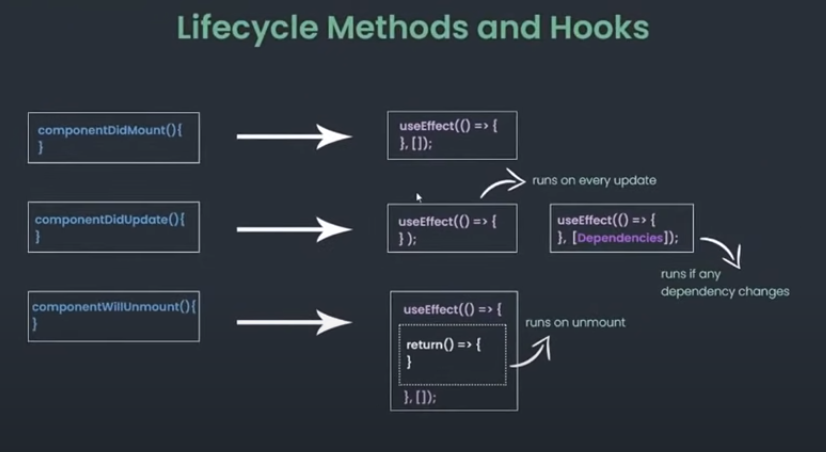 Lifecycle Methods and Hooks
componentDidMount(){
}
useEffect(() => {
}, []);
runs on every update
componentDidUpdate(){
}
useEffect(() => {
} );
useEffect(() => {
}, [Dependencies]);
runs if any
dependency changes
componentWillUnmount(){
}
useEffect(() => {
return() => {
}
}, []);
runs on unmount